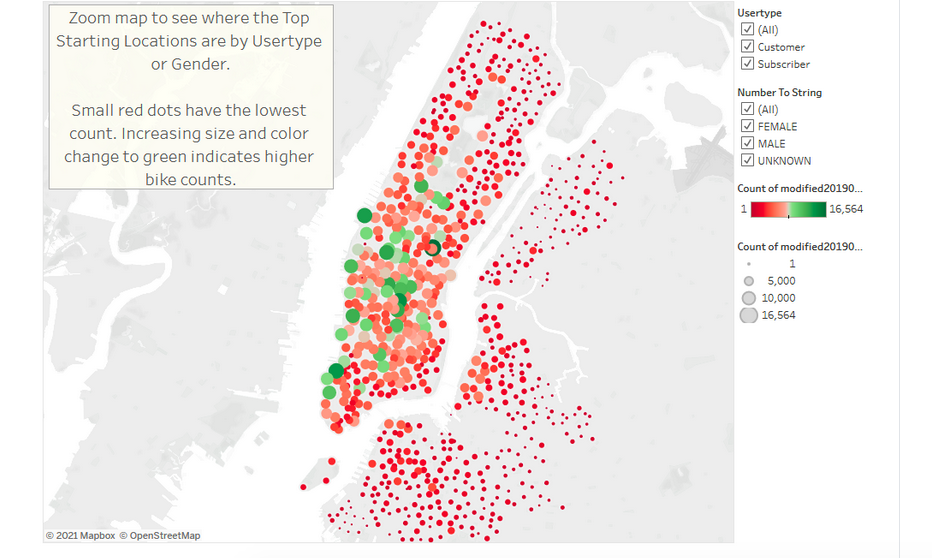 Zoom map to see where the Top
Starting Locations are by Usertype
or Gender.
Small red dots have the lowest
count. Increasing size and color
change to green indicates higher
bike counts.
Usertype
(All)
Customer
Subscriber
Number To String
(All)
FEMALE
MALE
UNKNOWN
Count of modified20190...
1 16,564
Count of modified20190...
1
5,000
10,000
16,564
© 2021 Mapbox © OpenStreetMap